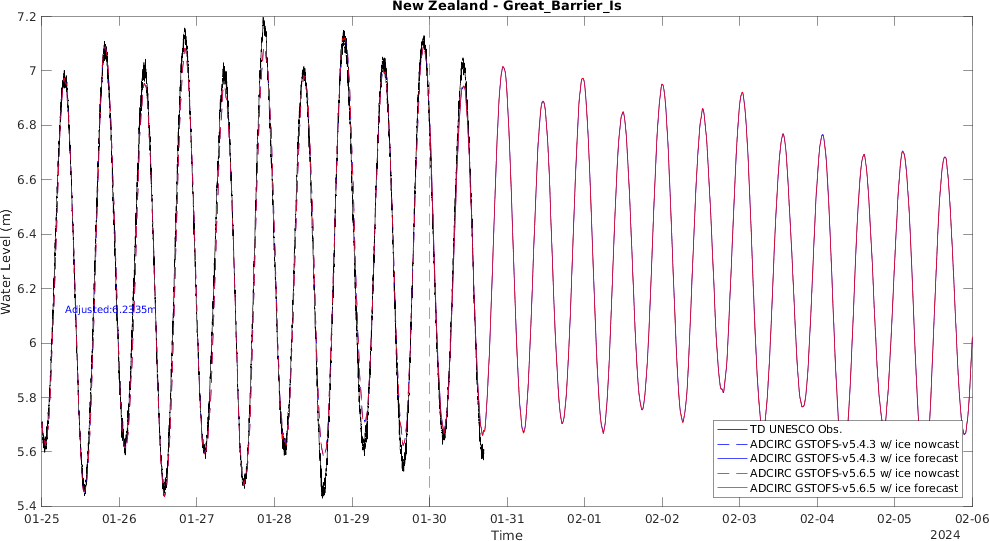 New Zealand - Great_Barrier_Is
Water Level (m)
7.2
7
6.8
6.6
6.4
6.2
6
5.8
5.6
5.4
Adjusted:6.2335m
TD UNESCO Obs.
ADCIRC GSTOFS-v5.4.3 w/ ice nowcast
ADCIRC GSTOFS-v5.4.3 w/ ice forecast
ADCIRC GSTOFS-v5.6.5 w/ ice nowcast
ADCIRC GSTOFS-v5.6.5 w/ ice forecast
01-25 01-26 01-27 01-28 01-29 01-30 01-31 02-01 02-02 02-03 02-04 02-05 02-06
Time
2024